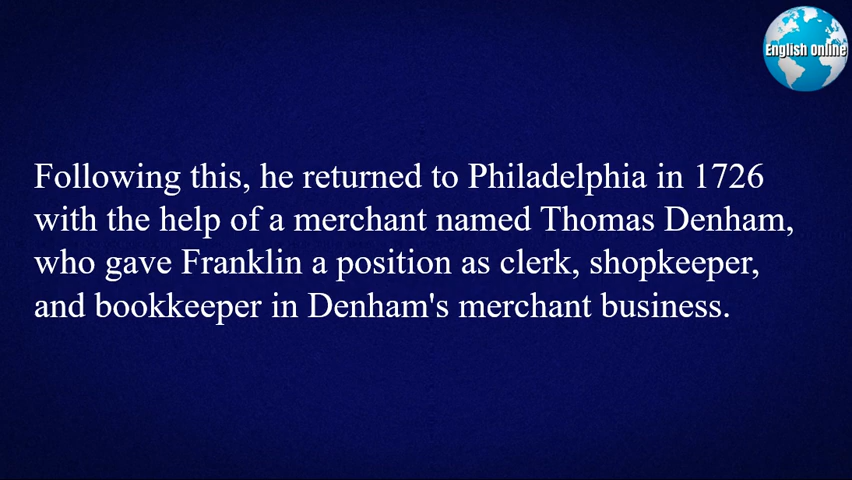 English Online
Following this, he returned to Philadelphia in 1726
with the help of a merchant named Thomas Denham,
who gave Franklin a position as clerk, shopkeeper,
and bookkeeper in Denham's merchant business.